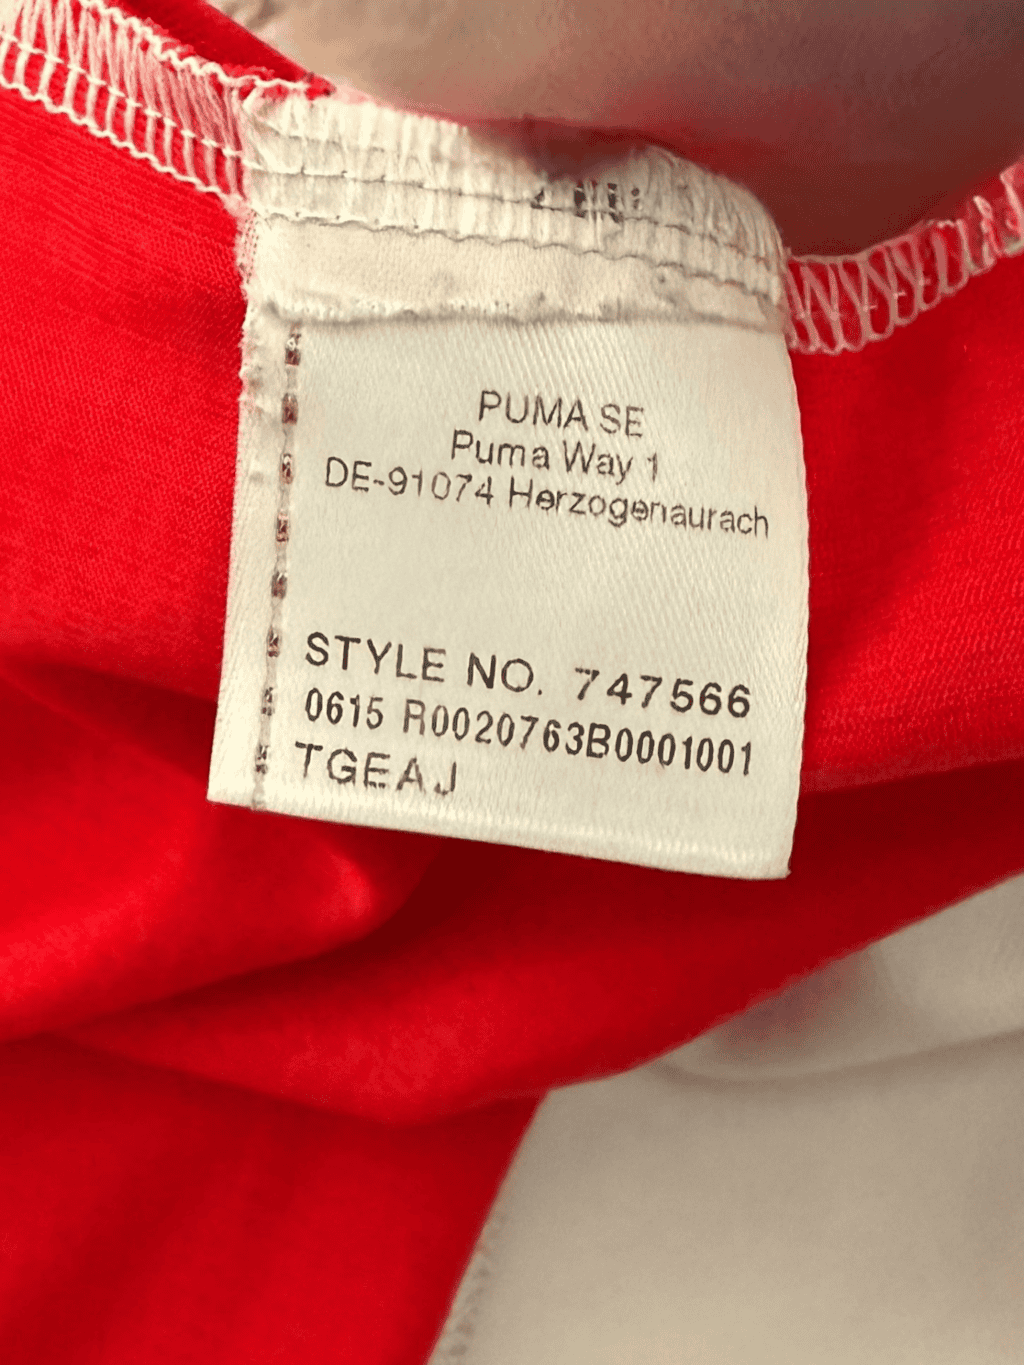 PUMA SE
Puma Way 1
DE-91074 Herzogenaurach
STYLE NO. 747566
0615 R0020763B0001001
TGEAJ